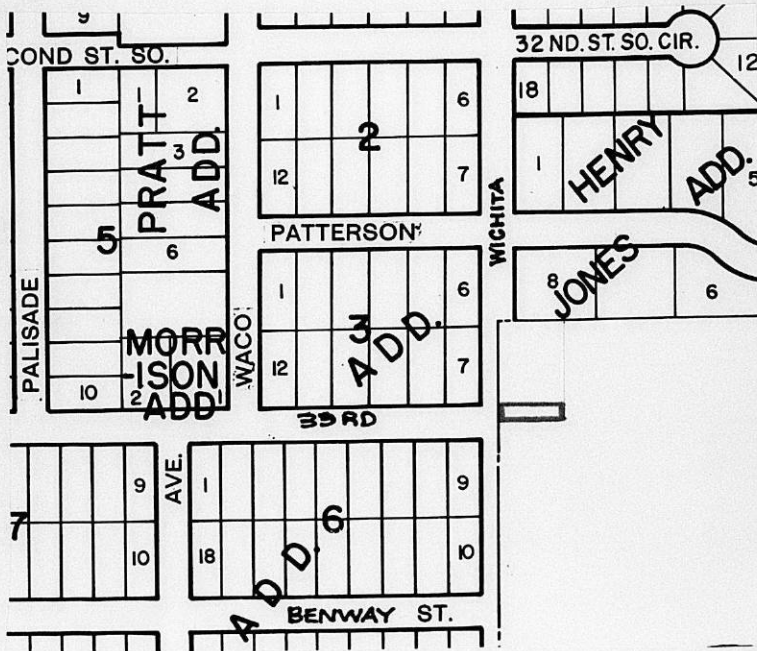 9
COND ST. SO.
32 ND. ST. SO. CIR.
12
1
1
2
PRATT
ADD.
3
5
6
PALISADE
MORR
-ISON
ADD
10
2
1
WACO
1
6
2
12
7
PATTERSON
1
6
3
ADD.
12
7
33RD
WICHITA
18
1
HENRY
ADD.
5
8
JONES
6
9
7
10
AVE.
1
9
6
18
10
ADD.
BENWAY ST.